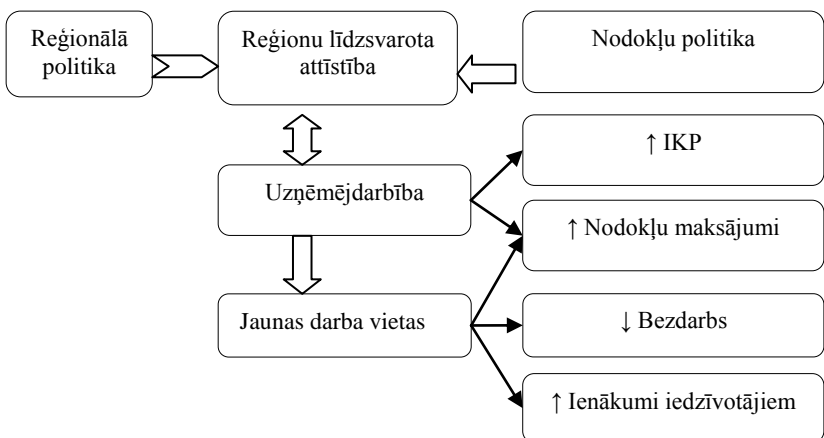 Reģionālā
politika
Reģionu līdzsvarota
attīstība
Nodokļu politika
↑ IKP
Uzņēmējdarbība
↑ Nodokļu maksājumi
Jaunas darba vietas
↓ Bezdarbs
↑ Ienākumi iedzīvotājiem